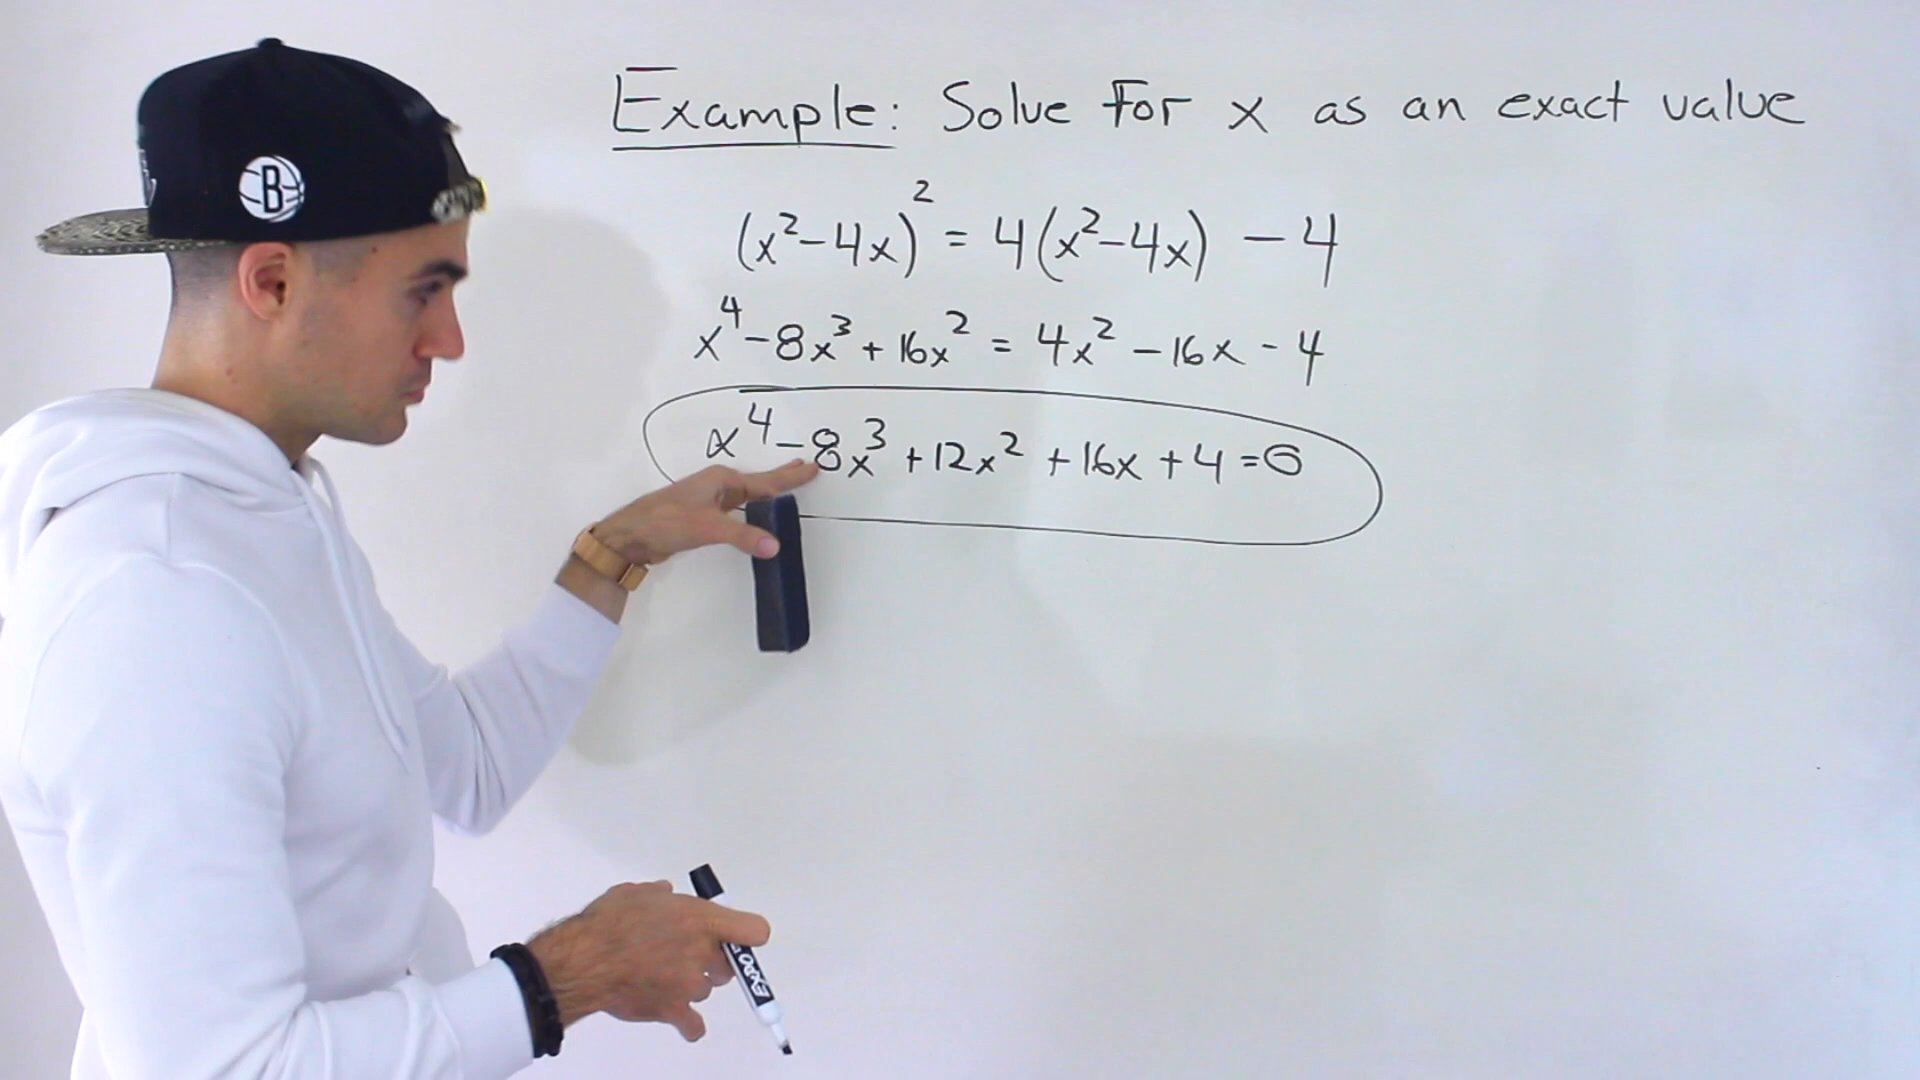 Example: Solve for x as an exact value
(x²-4x)² = 4(x²-4x) - 4
x⁴-8x³+16x² = 4x²-16x-4
x⁴-8x³+12x²+16x+4=0
B
EXPO